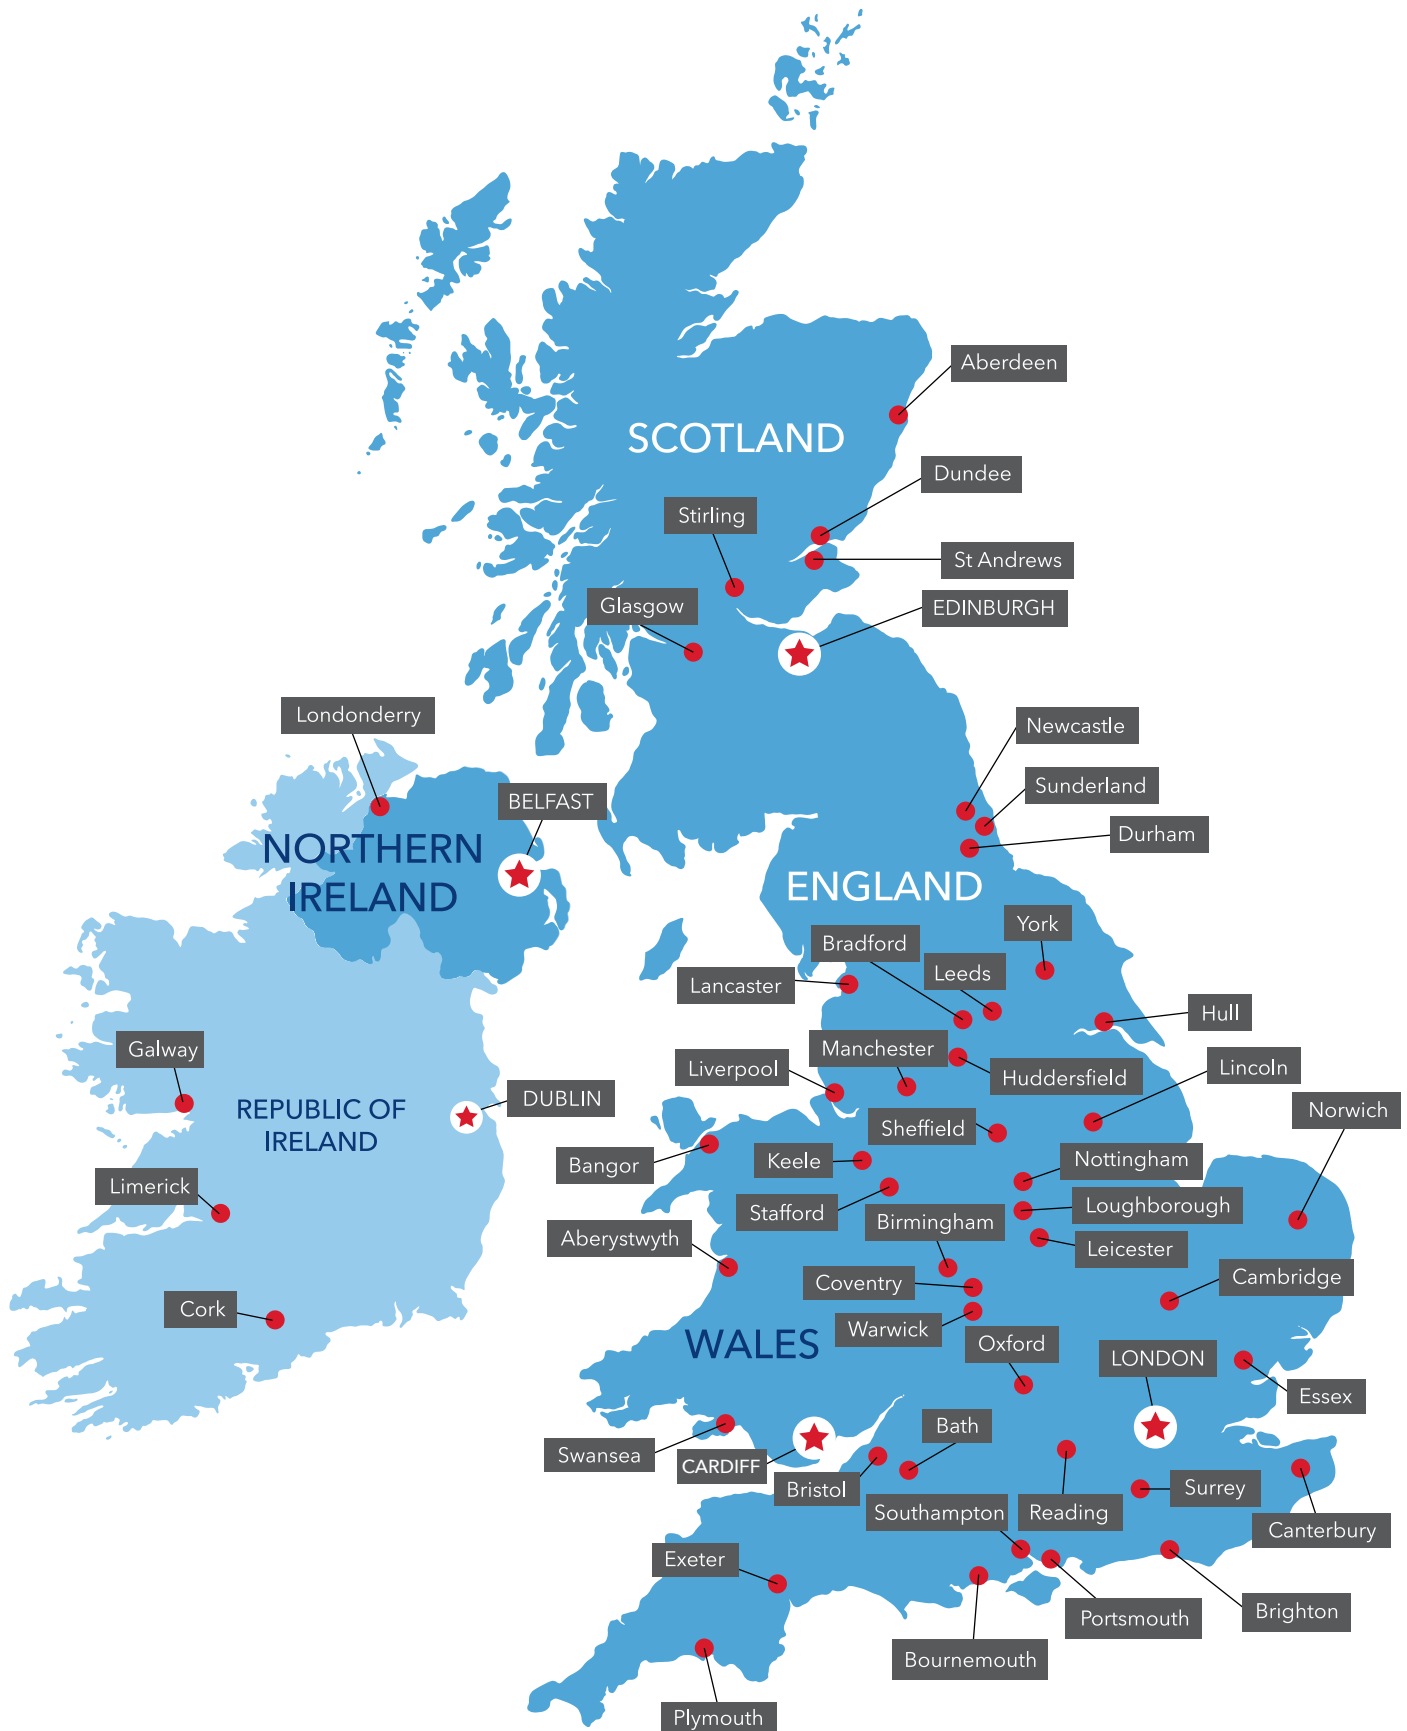 Aberdeen
SCOTLAND
Dundee
Stirling
St Andrews
Glasgow
EDINBURGH
Londonderry
Newcastle
Sunderland
BELFAST
Durham
NORTHERN
IRELAND
ENGLAND
York
Bradford
Leeds
Lancaster
Hull
Galway
Manchester
Liverpool
Huddersfield
Lincoln
DUBLIN
REPUBLIC OF
IRELAND
Norwich
Sheffield
Bangor
Keele
Nottingham
Limerick
Stafford
Loughborough
Birmingham
Aberystwyth
Leicester
Coventry
Cambridge
Cork
Warwick
WALES
Oxford
LONDON
Essex
Bath
Swansea
CARDIFF
Bristol
Surrey
Southampton
Reading
Canterbury
Exeter
Portsmouth
Brighton
Bournemouth
Plymouth